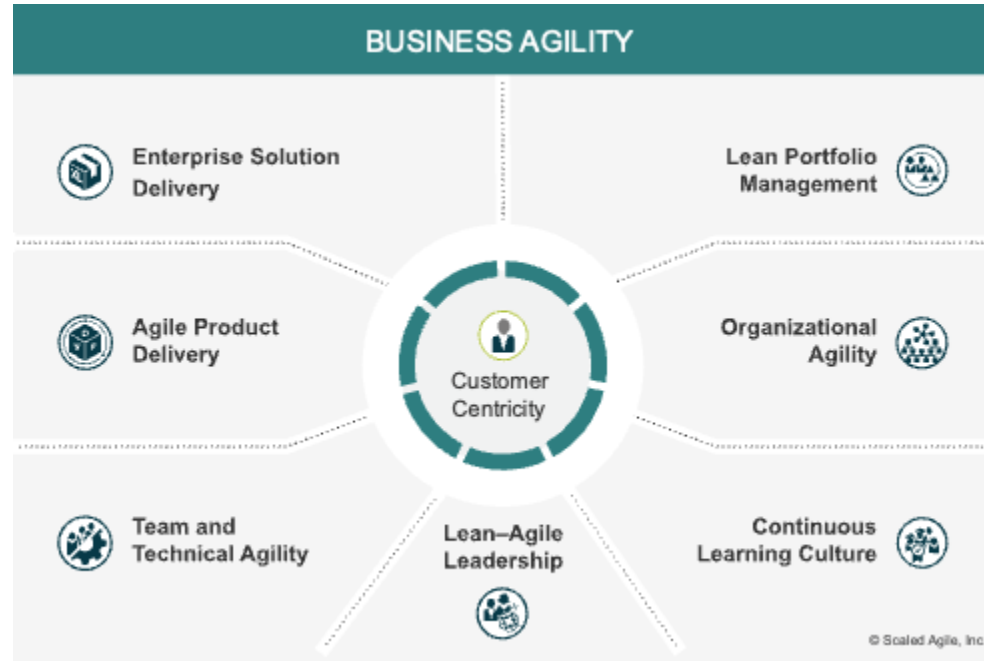 BUSINESS AGILITY
Enterprise Solution
Delivery
Lean Portfolio
Management
Agile Product
Delivery
Organizational
Agility
Customer
Centricity
Team and
Technical Agility
Lean–Agile
Leadership
Continuous
Learning Culture
© Scaled Agile, Inc